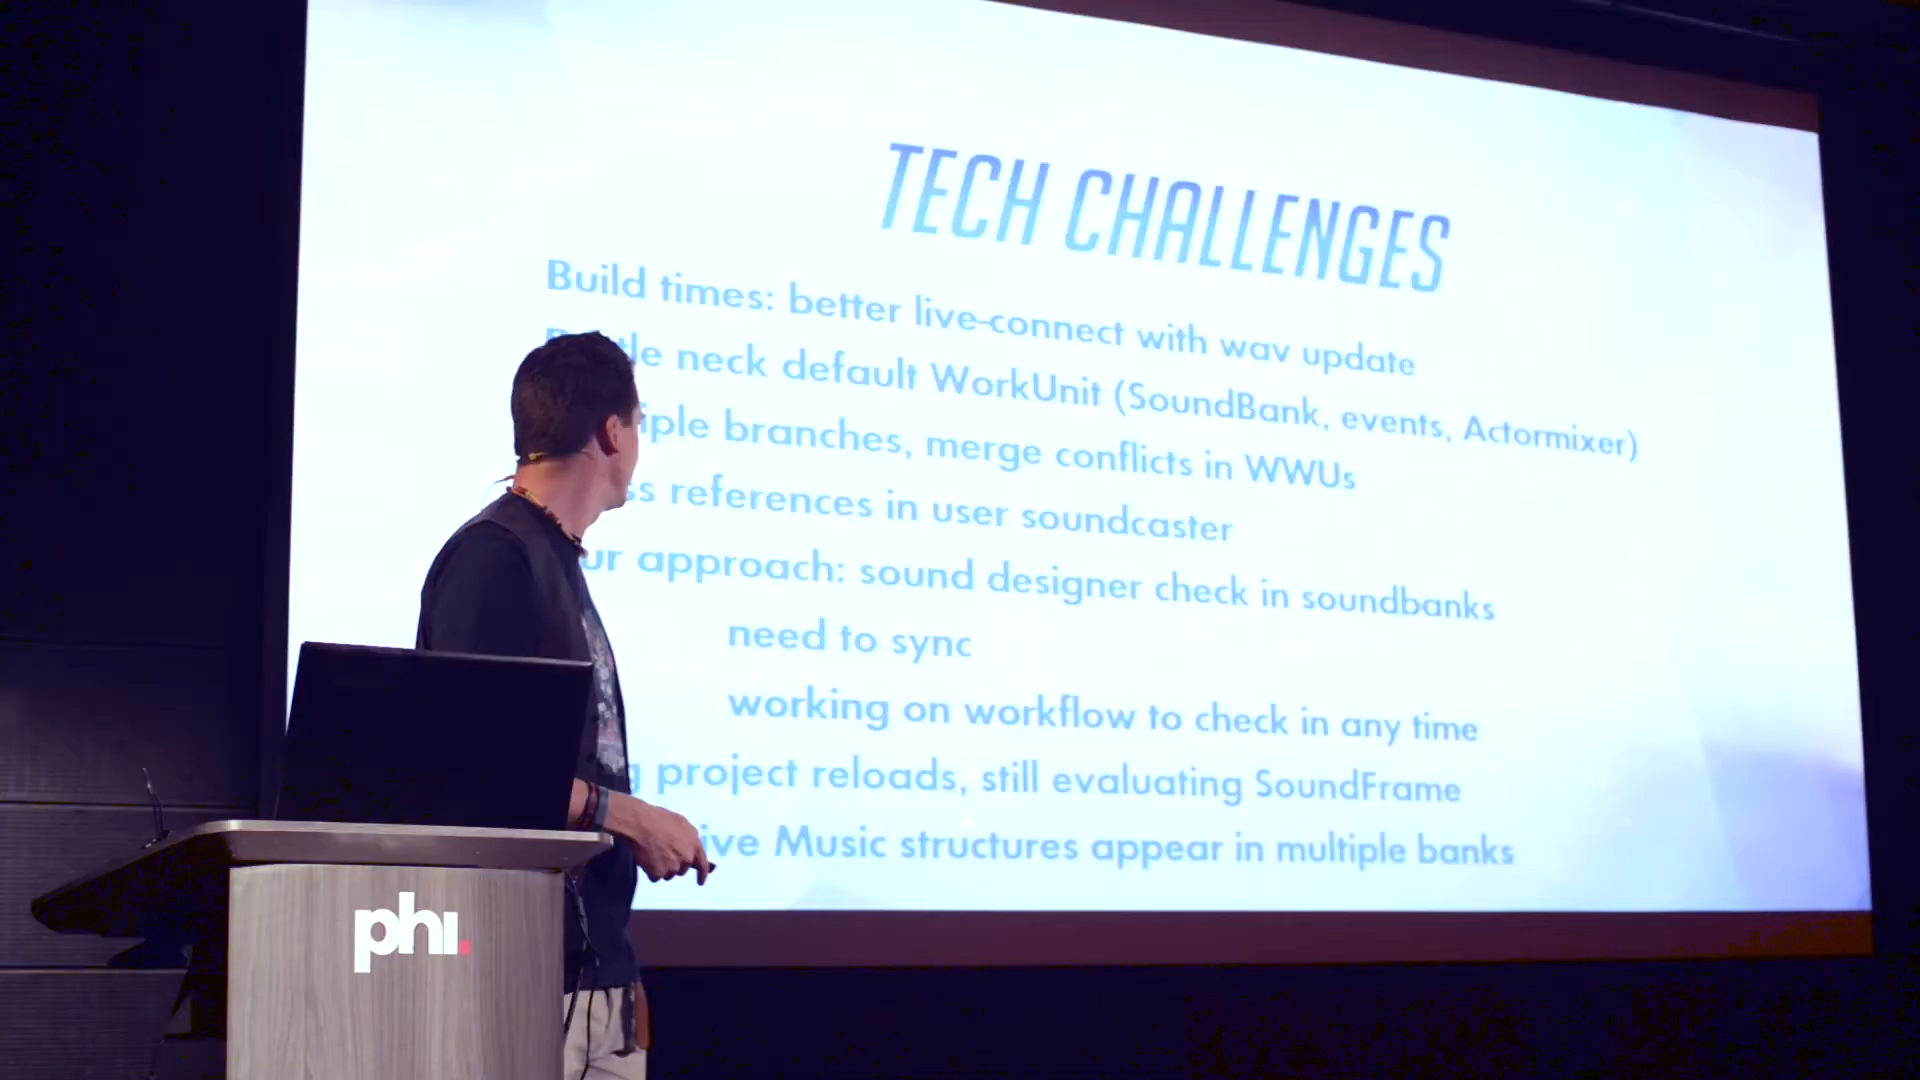 TECH CHALLENGES
Build times: better live-connect with wav update
neck default WorkUnit (SoundBank, events, Actormixer)
branches, merge conflicts in WWUs
references in user soundcaster
approach: sound designer check in soundbanks
need to sync
working on workflow to check in any time
project reloads, still evaluating SoundFrame
Music structures appear in multiple banks
phi.